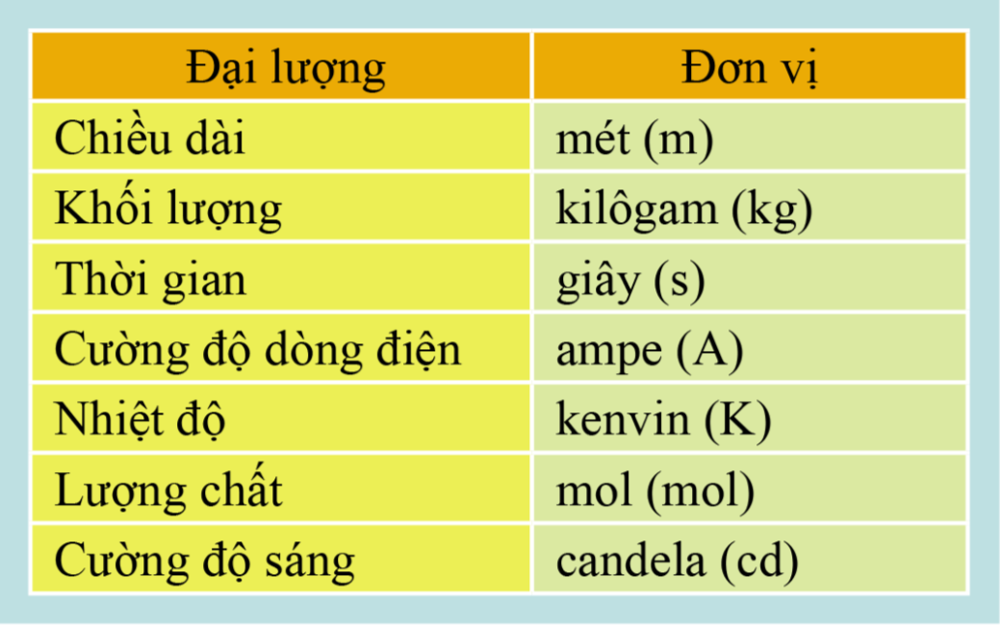 Đại lượng Đơn vị
Chiều dài mét (m)
Khối lượng kilôgam (kg)
Thời gian giây (s)
Cường độ dòng điện ampe (A)
Nhiệt độ kenvin (K)
Lượng chất mol (mol)
Cường độ sáng candela (cd)